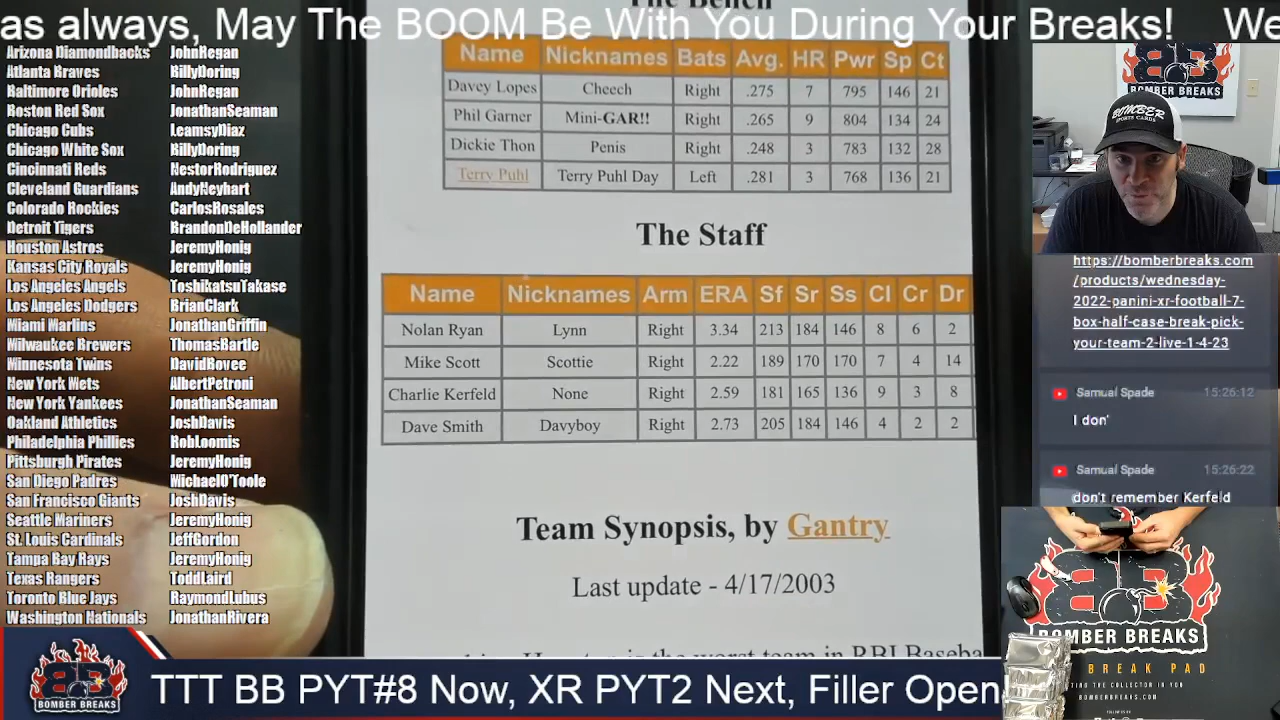 as always, May The BOOM Be With You During Your Breaks! We
The Bench
Name Nicknames Bats Avg. HR Pwr Sp Ct
Davey Lopes Cheech Right .275 7 795 146 21
Phil Garner Mini-GAR!! Right .265 9 804 134 24
Dickie Thon Penis Right .248 3 783 132 28
Terry Puhl Terry Puhl Day Left .281 3 768 136 21
The Staff
Name Nicknames Arm ERA Sf Sr Ss Cl Cr Dr
Nolan Ryan Lynn Right 3.34 213 184 146 8 6 2
Mike Scott Scottie Right 2.22 189 170 170 7 4 14
Charlie Kerfeld None Right 2.59 181 165 136 9 3 8
Dave Smith Davyboy Right 2.73 205 184 146 4 2 2
Team Synopsis, by Gantry
Last update - 4/17/2003
Houston is the worst team in RBI Baseba
Arizona Diamondbacks JohnRegan
Atlanta Braves BillyDoring
Baltimore Orioles JohnRegan
Boston Red Sox JonathanSeaman
Chicago Cubs LeamsyDiaz
Chicago White Sox BillyDoring
Cincinnati Reds NestorRodriguez
Cleveland Guardians AndyNeyhart
Colorado Rockies CarlosRosales
Detroit Tigers BrandonDeHollander
Houston Astros JeremyHonig
Kansas City Royals JeremyHonig
Los Angeles Angels ToshikatsuTakase
Los Angeles Dodgers BrianClark
Miami Marlins JonathanGriffin
Milwaukee Brewers ThomasBartle
Minnesota Twins DavidBovee
New York Mets AlbertPetroni
New York Yankees JonathanSeaman
Oakland Athletics JoshDavis
Philadelphia Phillies RobLoomis
Pittsburgh Pirates JeremyHonig
San Diego Padres MichaelO'Toole
San Francisco Giants JoshDavis
Seattle Mariners JeremyHonig
St. Louis Cardinals JeffGordon
Tampa Bay Rays JeremyHonig
Texas Rangers ToddLaird
Toronto Blue Jays RaymondLubus
Washington Nationals JonathanRivera
BOMBER BREAKS
BOMBER
SPORTS CARDS
https://bomberbreaks.com
/products/wednesday-
2022-panini-xr-football-7-
box-half-case-break-pick-
your-team-2-live-1-4-23
Samual Spade 15:26:12
I don'
Samual Spade 15:26:22
don't remember Kerfeld
BOMBER BREAKS
BREAK PAD
BOMBERBREAKS.COM
BOMBER BREAKS
TTT BB PYT#8 Now, XR PYT2 Next, Filler Open!